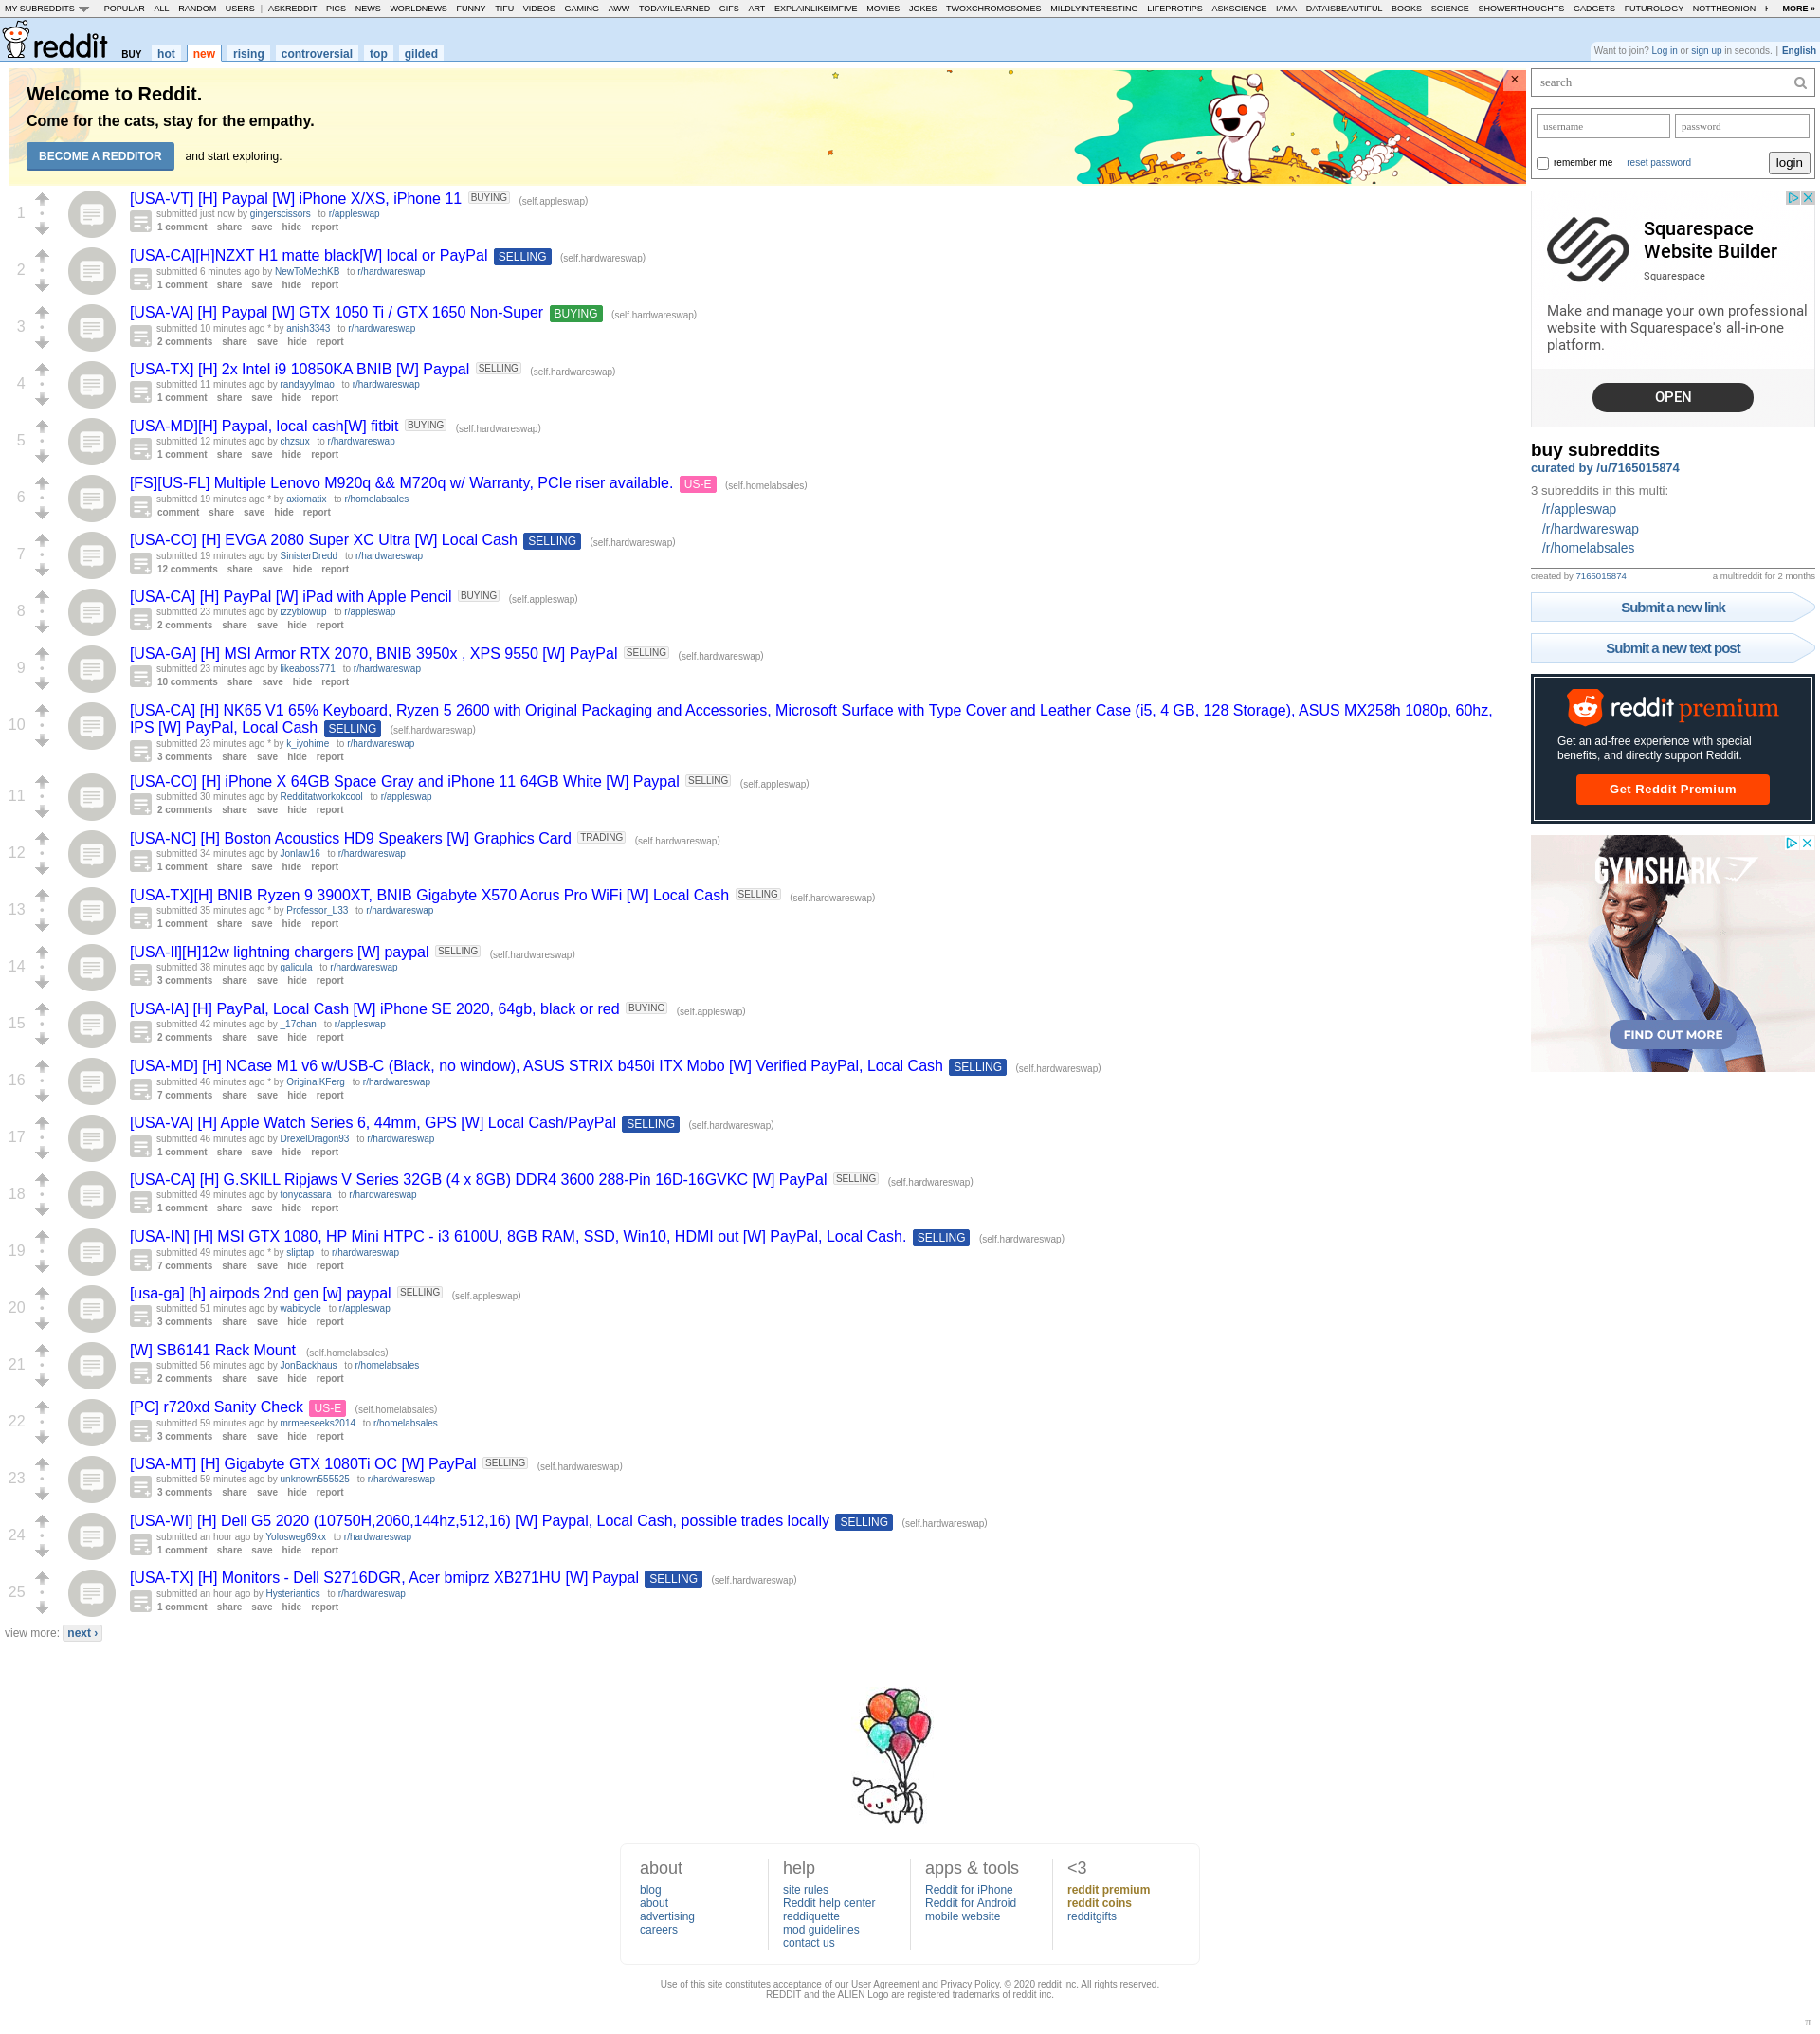 MY SUBREDDITS POPULAR - ALL - RANDOM - USERS | ASKREDDIT - PICS - NEWS - WORLDNEWS - FUNNY - TIFU - VIDEOS - GAMING - AWW - TODAYILEARNED - GIFS - ART - EXPLAINLIKEIMFIVE - MOVIES - JOKES - TWOXCHROMOSOMES - MILDLYINTERESTING - LIFEPROTIPS - ASKSCIENCE - IAMA - DATAISBEAUTIFUL - BOOKS - SCIENCE - SHOWERTHOUGHTS - GADGETS - FUTUROLOGY - NOTTHEONION - MORE »
reddit BUY hot new rising controversial top gilded
Want to join? Log in or sign up in seconds. | English
Welcome to Reddit.
Come for the cats, stay for the empathy.
BECOME A REDDITOR and start exploring.
×
1
[USA-VT] [H] Paypal [W] iPhone X/XS, iPhone 11 BUYING (self.appleswap)
submitted just now by gingerscissors to r/appleswap
1 comment share save hide report
2
[USA-CA][H]NZXT H1 matte black[W] local or PayPal SELLING (self.hardwareswap)
submitted 6 minutes ago by NewToMechKB to r/hardwareswap
1 comment share save hide report
3
[USA-VA] [H] Paypal [W] GTX 1050 Ti / GTX 1650 Non-Super BUYING (self.hardwareswap)
submitted 10 minutes ago * by anish3343 to r/hardwareswap
2 comments share save hide report
4
[USA-TX] [H] 2x Intel i9 10850KA BNIB [W] Paypal SELLING (self.hardwareswap)
submitted 11 minutes ago by randayylmao to r/hardwareswap
1 comment share save hide report
5
[USA-MD][H] Paypal, local cash[W] fitbit BUYING (self.hardwareswap)
submitted 12 minutes ago by chzsux to r/hardwareswap
1 comment share save hide report
6
[FS][US-FL] Multiple Lenovo M920q && M720q w/ Warranty, PCIe riser available. US-E (self.homelabsales)
submitted 19 minutes ago * by axiomatix to r/homelabsales
comment share save hide report
7
[USA-CO] [H] EVGA 2080 Super XC Ultra [W] Local Cash SELLING (self.hardwareswap)
submitted 19 minutes ago by SinisterDredd to r/hardwareswap
12 comments share save hide report
8
[USA-CA] [H] PayPal [W] iPad with Apple Pencil BUYING (self.appleswap)
submitted 23 minutes ago by izzyblowup to r/appleswap
2 comments share save hide report
9
[USA-GA] [H] MSI Armor RTX 2070, BNIB 3950x , XPS 9550 [W] PayPal SELLING (self.hardwareswap)
submitted 23 minutes ago by likeaboss771 to r/hardwareswap
10 comments share save hide report
10
[USA-CA] [H] NK65 V1 65% Keyboard, Ryzen 5 2600 with Original Packaging and Accessories, Microsoft Surface with Type Cover and Leather Case (i5, 4 GB, 128 Storage), ASUS MX258h 1080p, 60hz,
IPS [W] PayPal, Local Cash SELLING (self.hardwareswap)
submitted 23 minutes ago * by k_iyohime to r/hardwareswap
3 comments share save hide report
11
[USA-CO] [H] iPhone X 64GB Space Gray and iPhone 11 64GB White [W] Paypal SELLING (self.appleswap)
submitted 30 minutes ago by Redditatworkokcool to r/appleswap
2 comments share save hide report
12
[USA-NC] [H] Boston Acoustics HD9 Speakers [W] Graphics Card TRADING (self.hardwareswap)
submitted 34 minutes ago by Jonlaw16 to r/hardwareswap
1 comment share save hide report
13
[USA-TX][H] BNIB Ryzen 9 3900XT, BNIB Gigabyte X570 Aorus Pro WiFi [W] Local Cash SELLING (self.hardwareswap)
submitted 35 minutes ago * by Professor_L33 to r/hardwareswap
1 comment share save hide report
14
[USA-Il][H]12w lightning chargers [W] paypal SELLING (self.hardwareswap)
submitted 38 minutes ago by galicula to r/hardwareswap
3 comments share save hide report
15
[USA-IA] [H] PayPal, Local Cash [W] iPhone SE 2020, 64gb, black or red BUYING (self.appleswap)
submitted 42 minutes ago by _17chan to r/appleswap
2 comments share save hide report
16
[USA-MD] [H] NCase M1 v6 w/USB-C (Black, no window), ASUS STRIX b450i ITX Mobo [W] Verified PayPal, Local Cash SELLING (self.hardwareswap)
submitted 46 minutes ago * by OriginalKFerg to r/hardwareswap
7 comments share save hide report
17
[USA-VA] [H] Apple Watch Series 6, 44mm, GPS [W] Local Cash/PayPal SELLING (self.hardwareswap)
submitted 46 minutes ago by DrexelDragon93 to r/hardwareswap
1 comment share save hide report
18
[USA-CA] [H] G.SKILL Ripjaws V Series 32GB (4 x 8GB) DDR4 3600 288-Pin 16D-16GVKC [W] PayPal SELLING (self.hardwareswap)
submitted 49 minutes ago by tonycassara to r/hardwareswap
1 comment share save hide report
19
[USA-IN] [H] MSI GTX 1080, HP Mini HTPC - i3 6100U, 8GB RAM, SSD, Win10, HDMI out [W] PayPal, Local Cash. SELLING (self.hardwareswap)
submitted 49 minutes ago * by sliptap to r/hardwareswap
7 comments share save hide report
20
[usa-ga] [h] airpods 2nd gen [w] paypal SELLING (self.appleswap)
submitted 51 minutes ago by wabicycle to r/appleswap
3 comments share save hide report
21
[W] SB6141 Rack Mount (self.homelabsales)
submitted 56 minutes ago by JonBackhaus to r/homelabsales
2 comments share save hide report
22
[PC] r720xd Sanity Check US-E (self.homelabsales)
submitted 59 minutes ago by mrmeeseeks2014 to r/homelabsales
3 comments share save hide report
23
[USA-MT] [H] Gigabyte GTX 1080Ti OC [W] PayPal SELLING (self.hardwareswap)
submitted 59 minutes ago by unknown555525 to r/hardwareswap
3 comments share save hide report
24
[USA-WI] [H] Dell G5 2020 (10750H,2060,144hz,512,16) [W] Paypal, Local Cash, possible trades locally SELLING (self.hardwareswap)
submitted an hour ago by Yolosweg69xx to r/hardwareswap
1 comment share save hide report
25
[USA-TX] [H] Monitors - Dell S2716DGR, Acer bmiprz XB271HU [W] Paypal SELLING (self.hardwareswap)
submitted an hour ago by Hysteriantics to r/hardwareswap
1 comment share save hide report
view more: next ›
search
username password
remember me reset password login
Squarespace
Website Builder
Squarespace
Make and manage your own professional
website with Squarespace's all-in-one
platform.
OPEN
buy subreddits
curated by /u/7165015874
3 subreddits in this multi:
/r/appleswap
/r/hardwareswap
/r/homelabsales
created by 7165015874 a multireddit for 2 months
Submit a new link
Submit a new text post
reddit premium
Get an ad-free experience with special
benefits, and directly support Reddit.
Get Reddit Premium
GYMSHARK
FIND OUT MORE
about
blog
about
advertising
careers
help
site rules
Reddit help center
reddiquette
mod guidelines
contact us
apps & tools
Reddit for iPhone
Reddit for Android
mobile website
<3
reddit premium
reddit coins
redditgifts
Use of this site constitutes acceptance of our User Agreement and Privacy Policy. © 2020 reddit inc. All rights reserved.
REDDIT and the ALIEN Logo are registered trademarks of reddit inc.
π